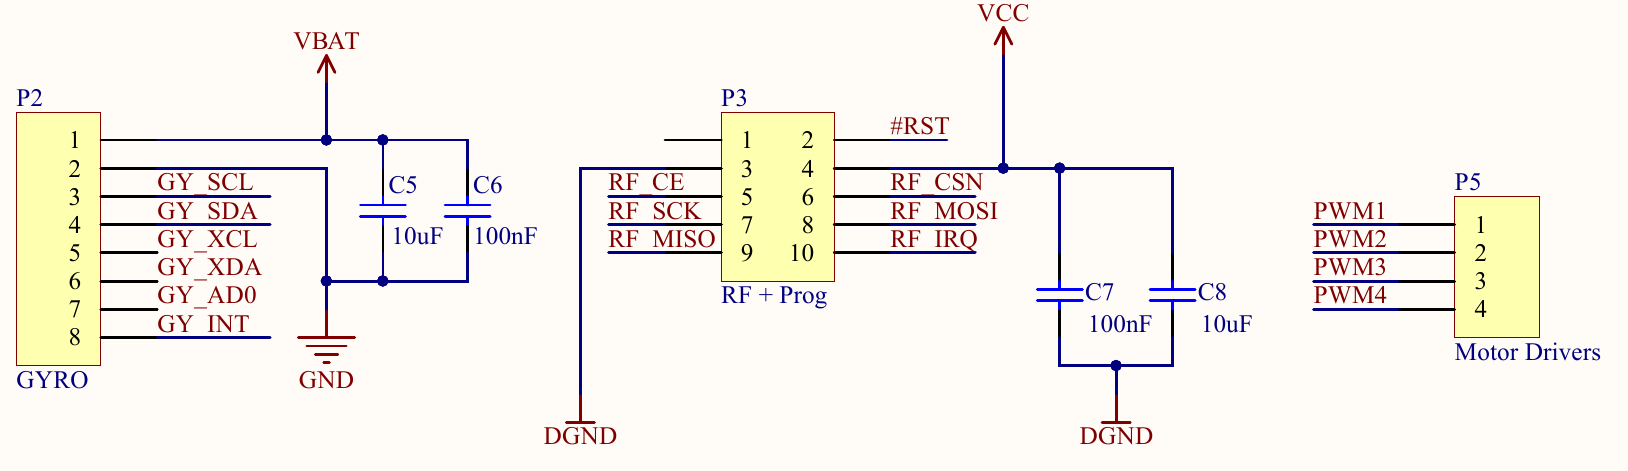 VBAT
P2
1
2
3 GY_SCL
4 GY_SDA
5 GY_XCL
6 GY_XDA
7 GY_AD0
8 GY_INT
GYRO
C5
10uF
C6
100nF
GND
VCC
P3
1 2 #RST
3 4
RF_CE 5 6 RF_CSN
RF_SCK 7 8 RF_MOSI
RF_MISO 9 10 RF_IRQ
RF + Prog
C7
100nF
C8
10uF
DGND
DGND
P5
PWM1 1
PWM2 2
PWM3 3
PWM4 4
Motor Drivers